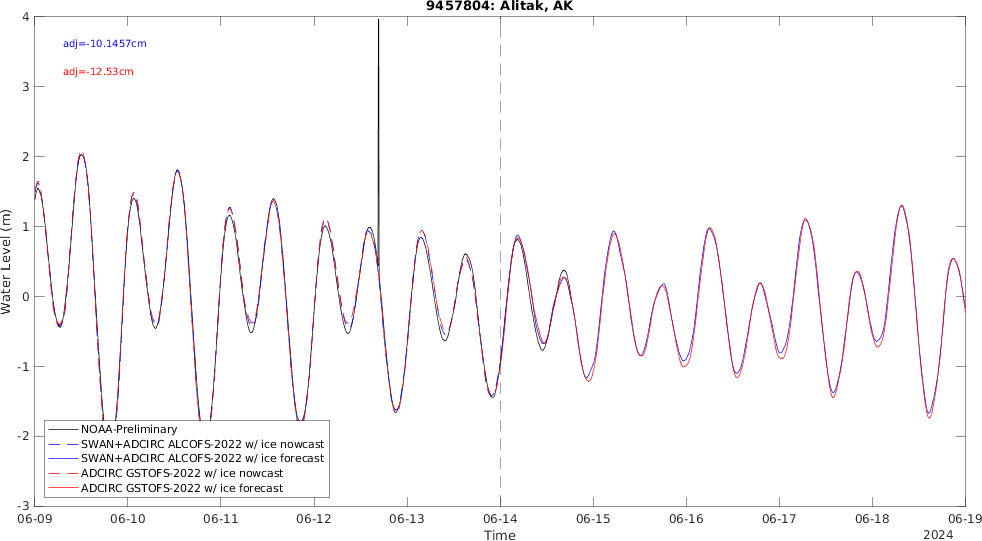 9457804: Alitak, AK
adj=-10.1457cm
adj=-12.53cm
4
3
2
1
0
-1
-2
-3
Water Level (m)
NOAA-Preliminary
SWAN+ADCIRC ALCOFS-2022 w/ ice nowcast
SWAN+ADCIRC ALCOFS-2022 w/ ice forecast
ADCIRC GSTOFS-2022 w/ ice nowcast
ADCIRC GSTOFS-2022 w/ ice forecast
06-09 06-10 06-11 06-12 06-13 06-14 06-15 06-16 06-17 06-18 06-19
Time
2024